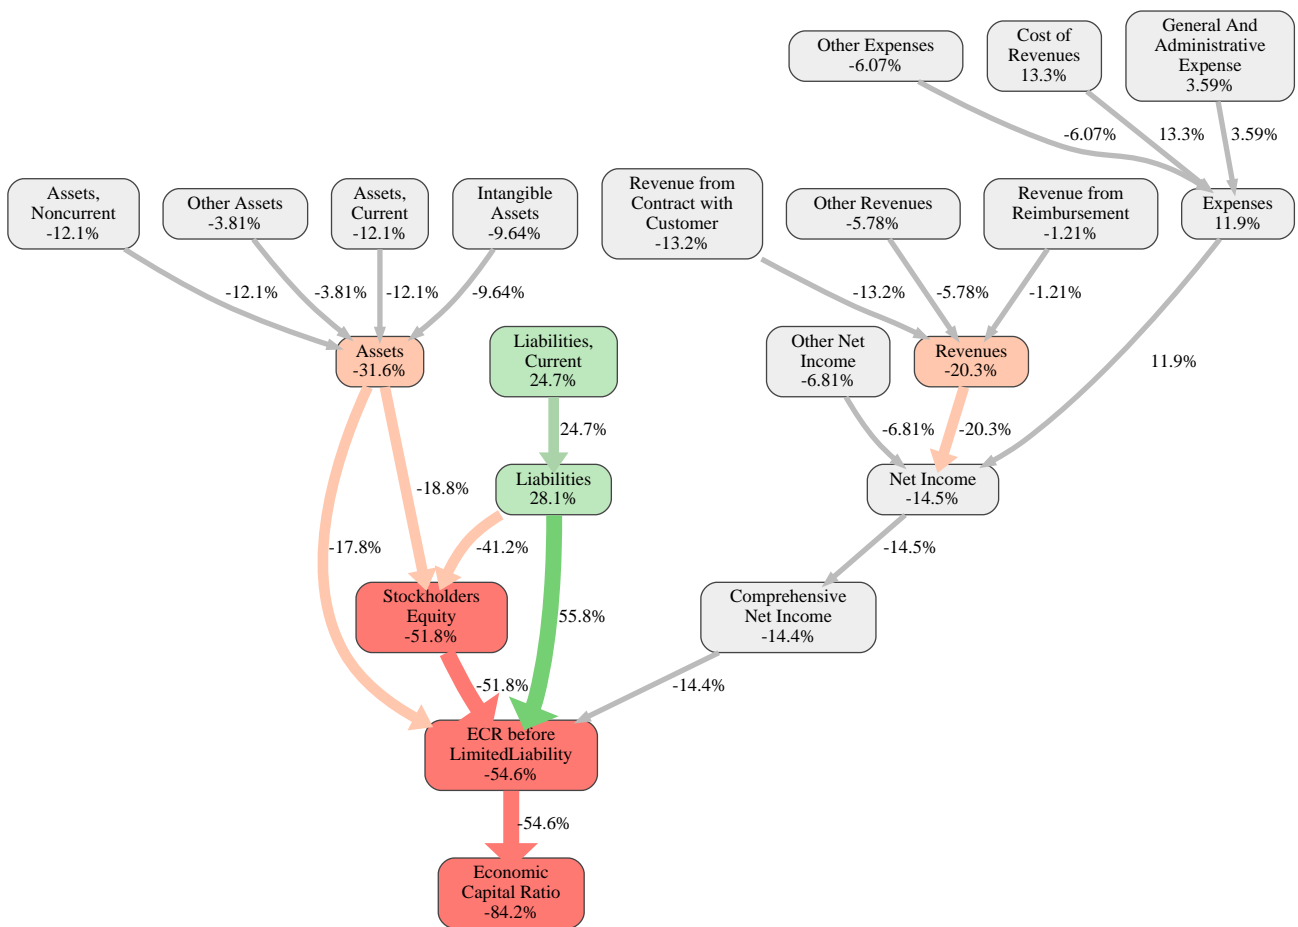 Other Expenses
-6.07%
Cost of
Revenues
13.3%
General And
Administrative
Expense
3.59%
-6.07%
13.3%
3.59%
Assets,
Noncurrent
-12.1%
Other Assets
-3.81%
Assets,
Current
-12.1%
Intangible
Assets
-9.64%
Revenue from
Contract with
Customer
-13.2%
Other Revenues
-5.78%
Revenue from
Reimbursement
-1.21%
Expenses
11.9%
-12.1%
-3.81%
-12.1%
-9.64%
-13.2%
-5.78%
-1.21%
Assets
-31.6%
Liabilities,
Current
24.7%
Other Net
Income
-6.81%
Revenues
-20.3%
11.9%
24.7%
-6.81%
-20.3%
-18.8%
Liabilities
28.1%
Net Income
-14.5%
-17.8%
-41.2%
-14.5%
Stockholders
Equity
-51.8%
55.8%
Comprehensive
Net Income
-14.4%
-51.8%
-14.4%
ECR before
LimitedLiability
-54.6%
-54.6%
Economic
Capital Ratio
-84.2%